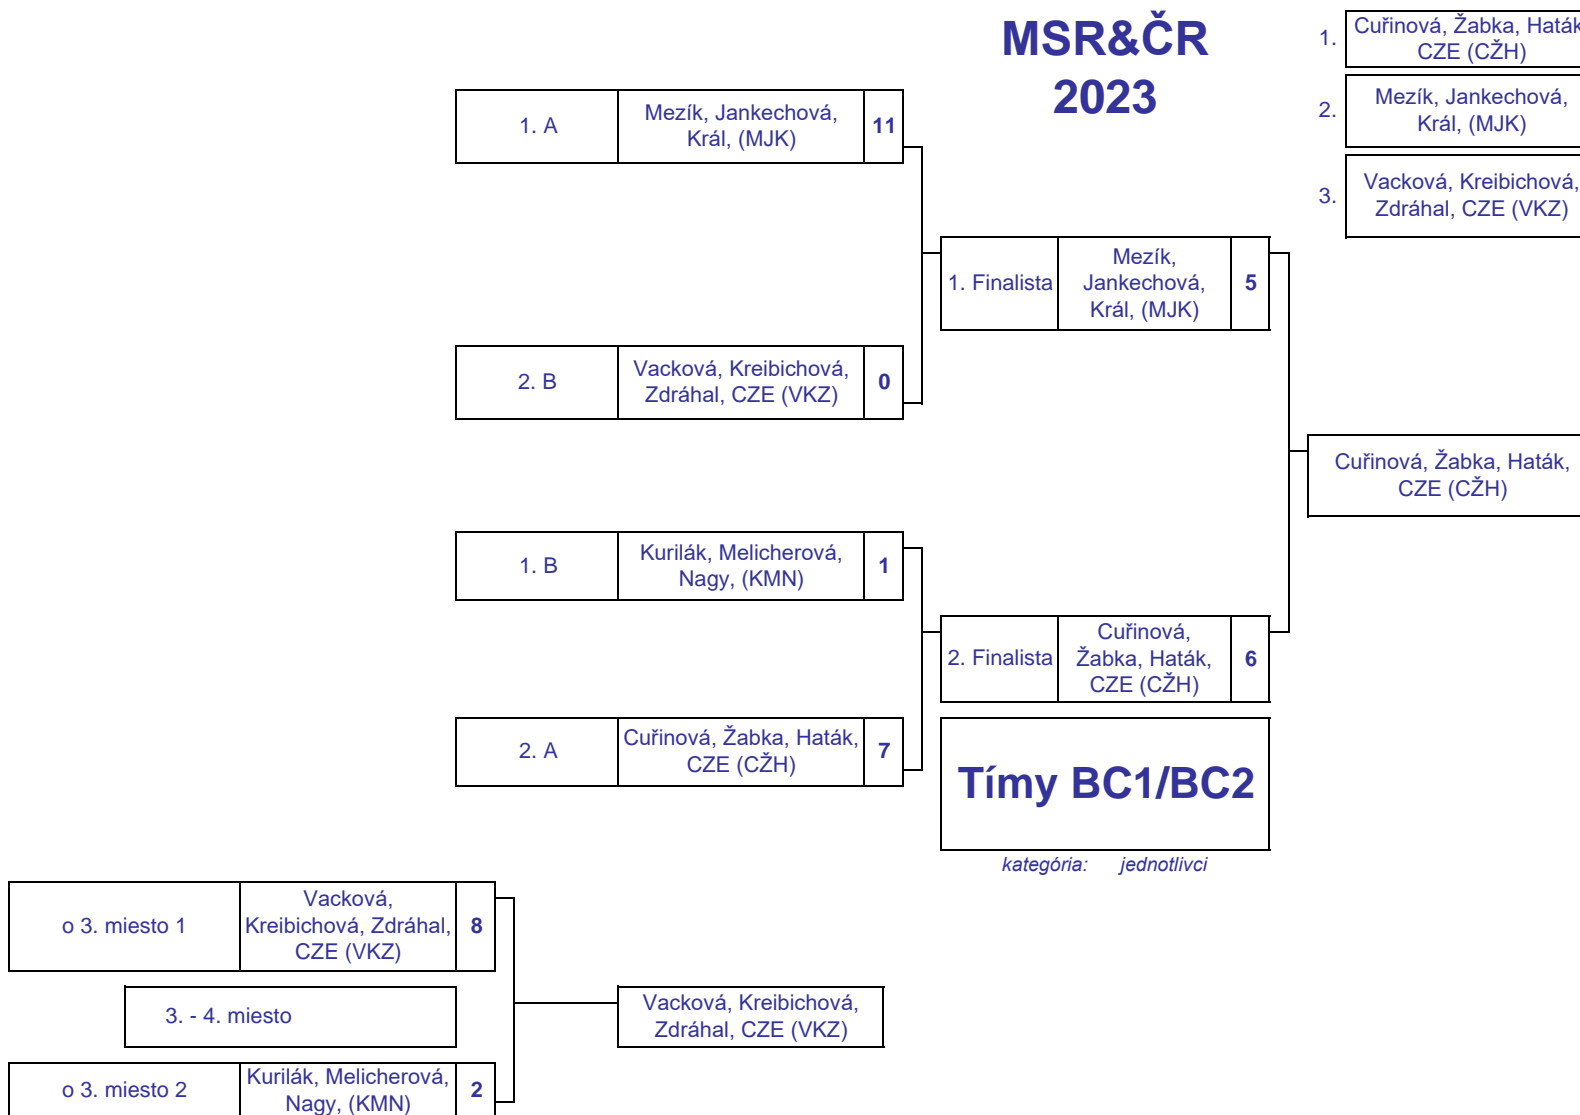 MSR&ČR
2023
1.
Cuřinová, Žabka, Haták
CZE (CŽH)
2.
Mezík, Jankechová,
Král, (MJK)
3.
Vacková, Kreibichová,
Zdráhal, CZE (VKZ)
1. A
Mezík, Jankechová,
Král, (MJK)
11
1. Finalista
Mezík,
Jankechová,
Král, (MJK)
5
2. B
Vacková, Kreibichová,
Zdráhal, CZE (VKZ)
0
Cuřinová, Žabka, Haták,
CZE (CŽH)
1. B
Kurilák, Melicherová,
Nagy, (KMN)
1
2. Finalista
Cuřinová,
Žabka, Haták,
CZE (CŽH)
6
2. A
Cuřinová, Žabka, Haták,
CZE (CŽH)
7
Tímy BC1/BC2
kategória: jednotlivci
o 3. miesto 1
Vacková,
Kreibichová, Zdráhal,
CZE (VKZ)
8
3. - 4. miesto
Vacková, Kreibichová,
Zdráhal, CZE (VKZ)
o 3. miesto 2
Kurilák, Melicherová,
Nagy, (KMN)
2